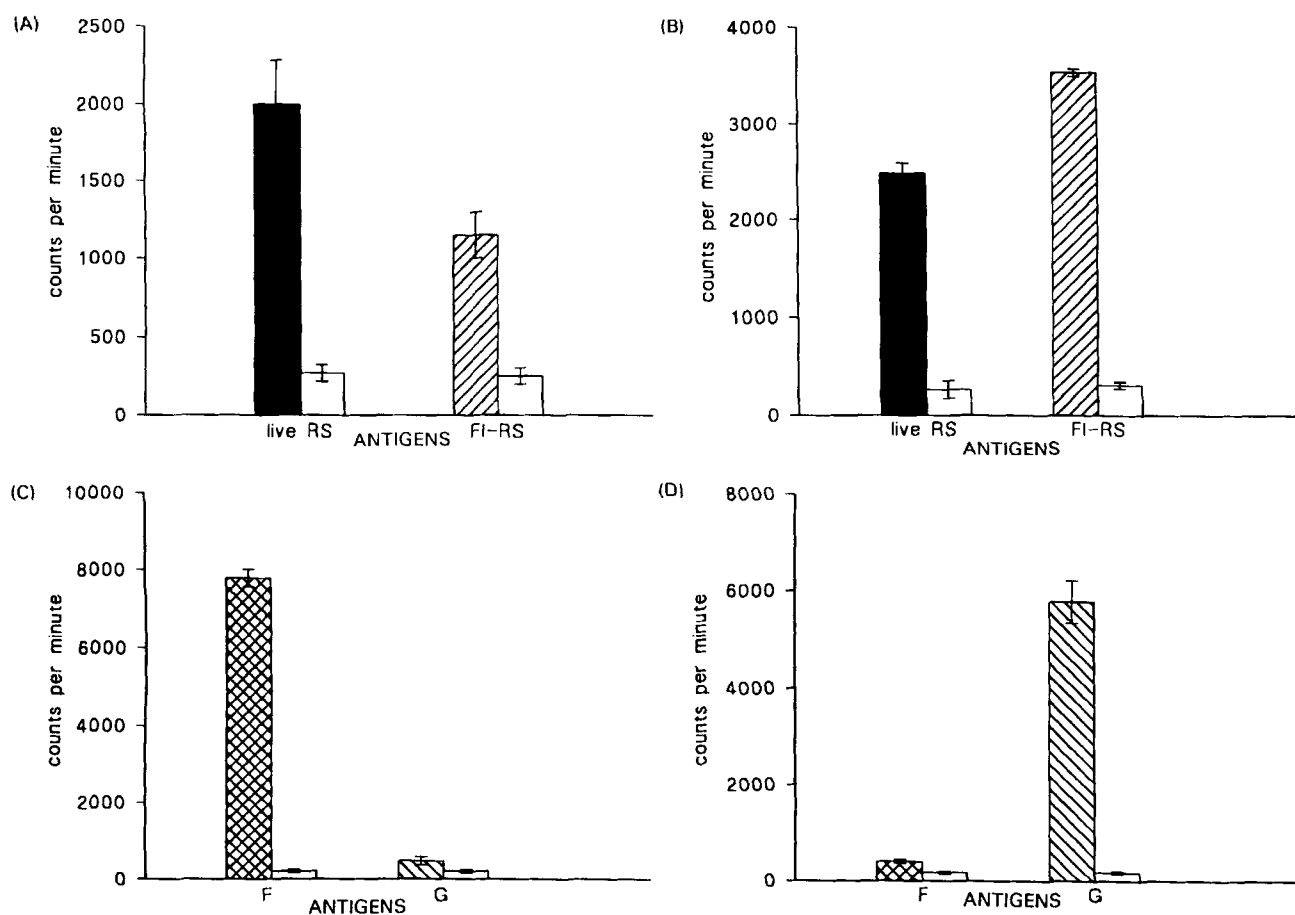 (A)
2500
2000
1500
1000
500
0
counts per minute
live RS
FI-RS
ANTIGENS
(B)
4000
3000
2000
1000
0
counts per minute
live RS
FI-RS
ANTIGENS
(C)
10000
8000
6000
4000
2000
0
counts per minute
F
G
ANTIGENS
(D)
8000
6000
4000
2000
0
counts per minute
F
G
ANTIGENS